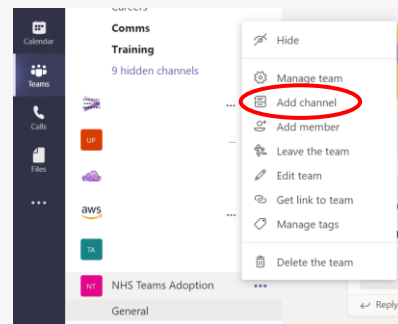 Calendar
Teams
Calls
Files
Careers
Comms
Training
9 hidden channels
UP
aws
TA
NT NHS Teams Adoption
General
Hide
Manage team
Add channel
Add member
Leave the team
Edit team
Get link to team
Manage tags
Delete the team
Reply